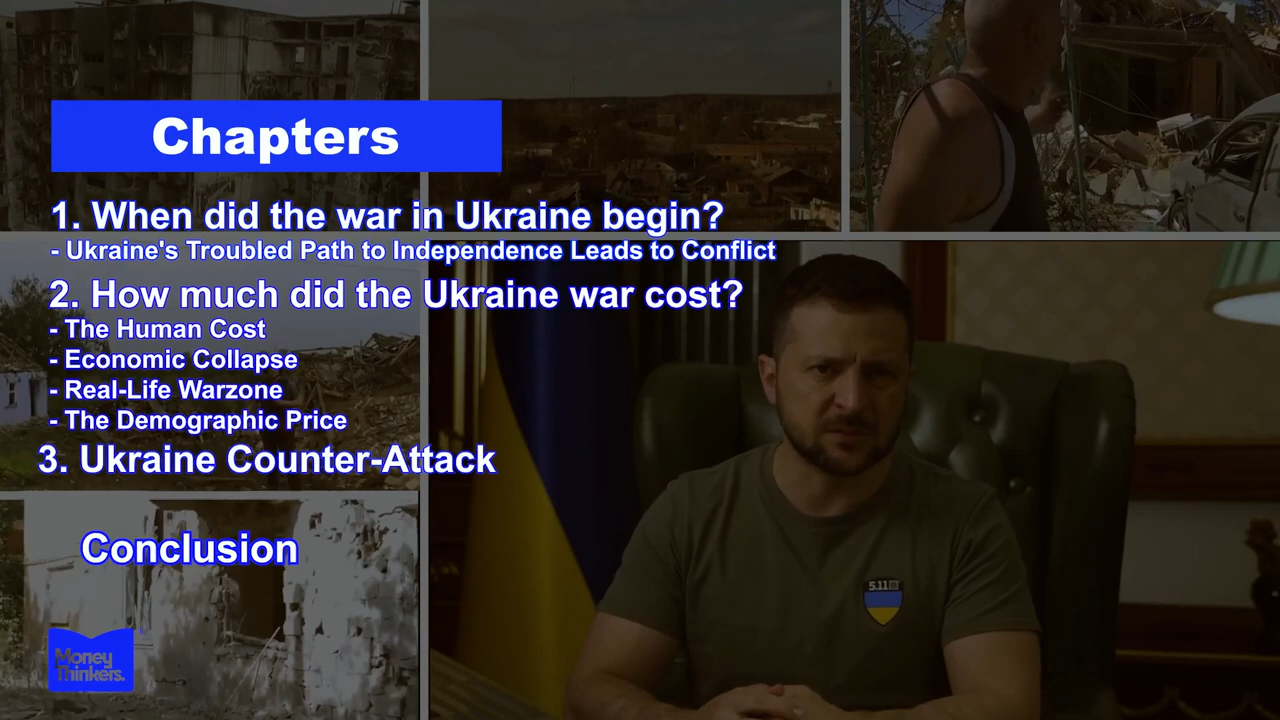 Chapters
1. When did the war in Ukraine begin?
- Ukraine's Troubled Path to Independence Leads to Conflict
2. How much did the Ukraine war cost?
- The Human Cost
- Economic Collapse
- Real-Life Warzone
- The Demographic Price
3. Ukraine Counter-Attack
Conclusion
5.11
Money
Thinkers.